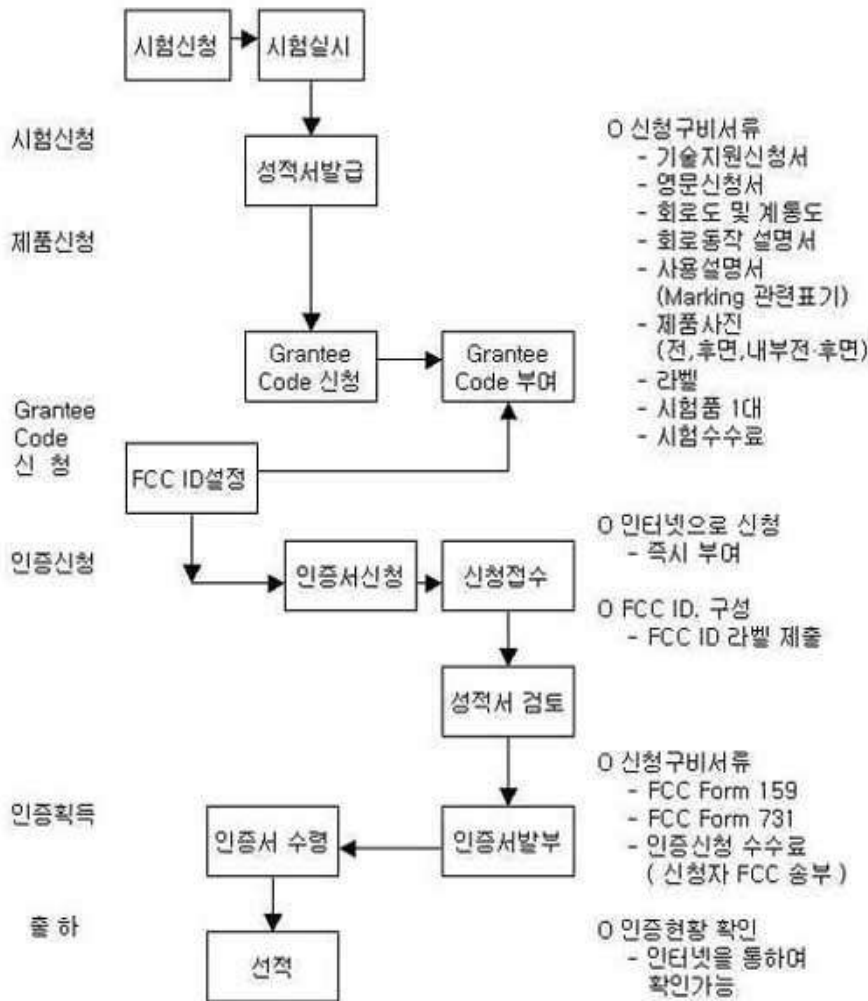 시험신청
시험실시
시험신청
성적서발급
제품신청
Grantee
Code 신청
Grantee
Code 부여
Grantee
Code
신 청
FCC ID설정
인증신청
인증서신청
신청접수
성적서 검토
인증획득
인증서 수령
인증서발부
출 하
선적
O 신청구비서류
- 기술지원신청서
- 영문신청서
- 회로도 및 계통도
- 회로동작 설명서
- 사용설명서
(Marking 관련표기)
- 제품사진
(전,후면,내부전·후면)
- 라벨
- 시험품 1대
- 시험수수료
O 인터넷으로 신청
- 즉시 부여
O FCC ID. 구성
- FCC ID 라벨 제출
O 신청구비서류
- FCC Form 159
- FCC Form 731
- 인증신청 수수료
( 신청자 FCC 송부 )
O 인증현황 확인
- 인터넷을 통하여
확인가능